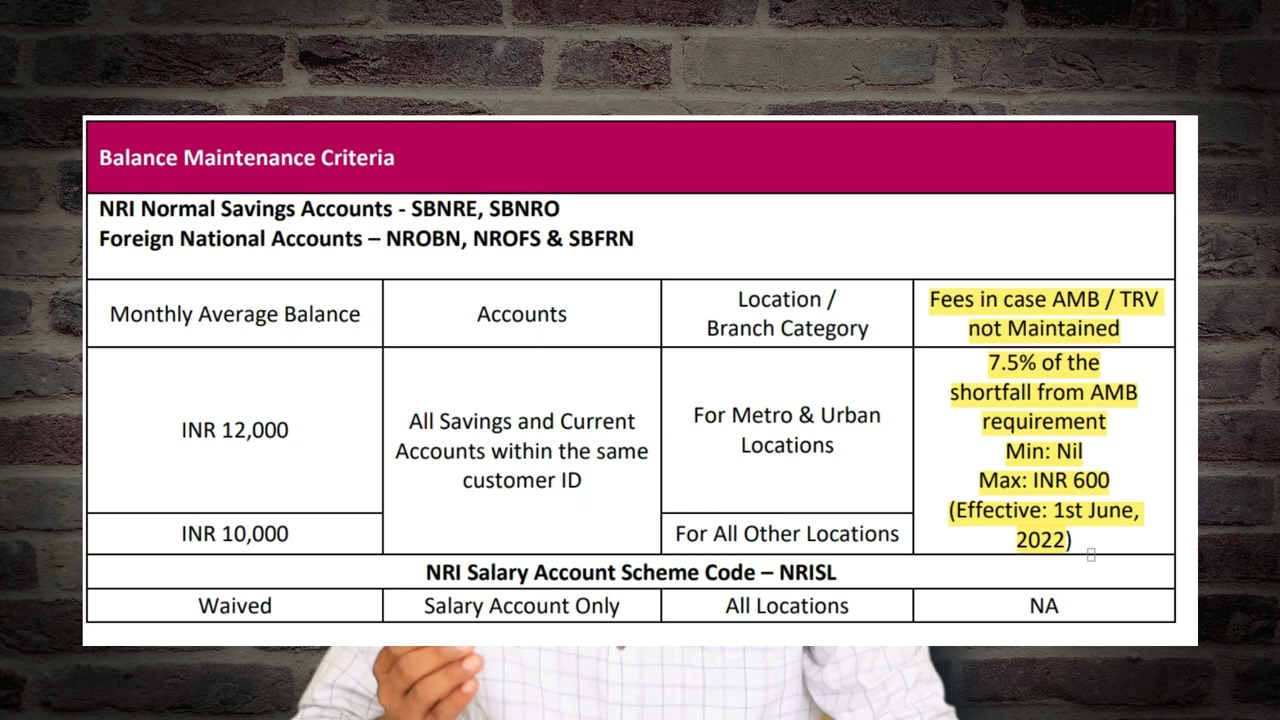 Balance Maintenance Criteria
NRI Normal Savings Accounts - SBNRE, SBNRO
Foreign National Accounts – NROBN, NROFS & SBFRN
Monthly Average Balance
Accounts
Location /
Branch Category
Fees in case AMB / TRV
not Maintained
INR 12,000
All Savings and Current
Accounts within the same
customer ID
For Metro & Urban
Locations
7.5% of the
shortfall from AMB
requirement
Min: Nil
Max: INR 600
(Effective: 1st June,
2022)
INR 10,000
For All Other Locations
NRI Salary Account Scheme Code – NRISL
Waived
Salary Account Only
All Locations
NA